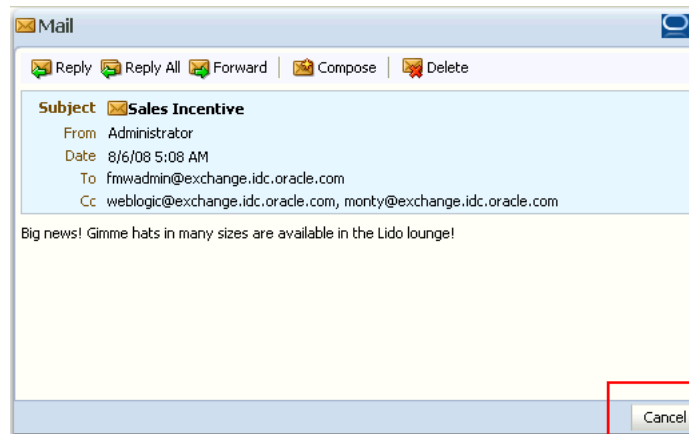 Mail
Reply Reply All Forward Compose Delete
Subject Sales Incentive
From Administrator
Date 8/6/08 5:08 AM
To fmwadmin@exchange.idc.oracle.com
Cc weblogic@exchange.idc.oracle.com, monty@exchange.idc.oracle.com
Big news! Gimme hats in many sizes are available in the Lido lounge!
Cancel